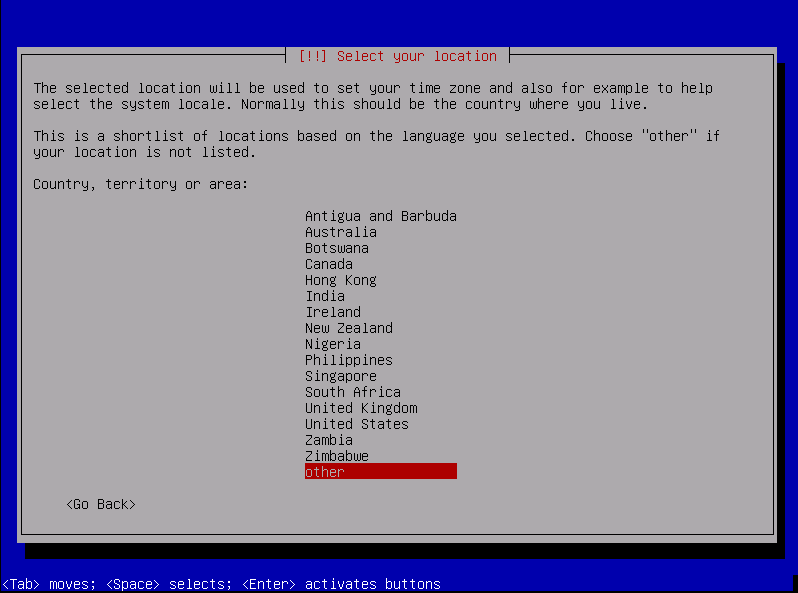 [!!] Select your location
The selected location will be used to set your time zone and also for example to help
select the system locale. Normally this should be the country where you live.
This is a shortlist of locations based on the language you selected. Choose "other" if
your location is not listed.
Country, territory or area:
Antigua and Barbuda
Australia
Botswana
Canada
Hong Kong
India
Ireland
New Zealand
Nigeria
Philippines
Singapore
South Africa
United Kingdom
United States
Zambia
Zimbabwe
other
<Go Back>
<Tab> moves; <Space> selects; <Enter> activates buttons